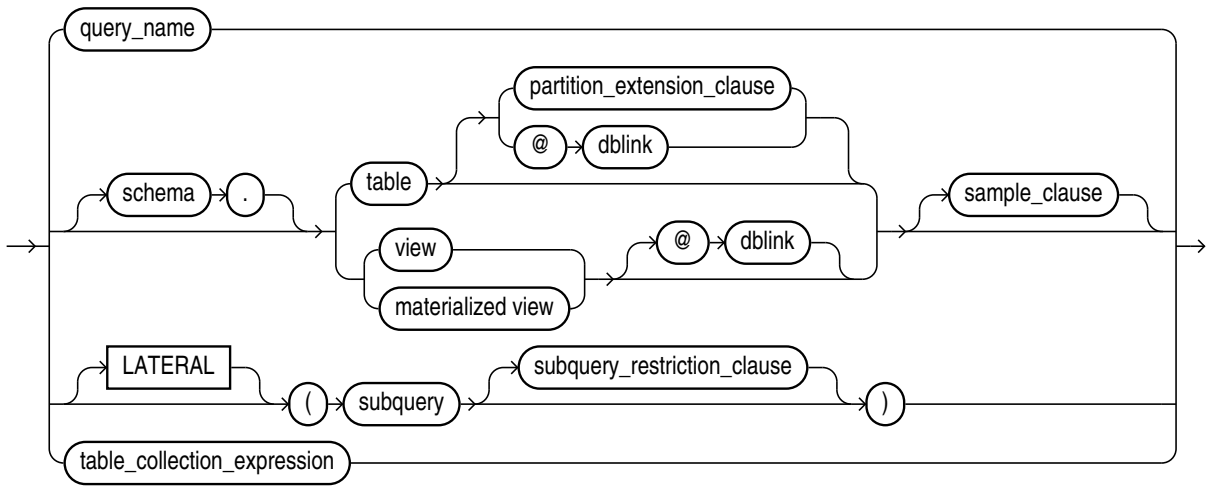 query_name
partition_extension_clause
@ dblink
table
schema .
sample_clause
view
@ dblink
materialized view
LATERAL
subquery_restriction_clause
( subquery )
table_collection_expression